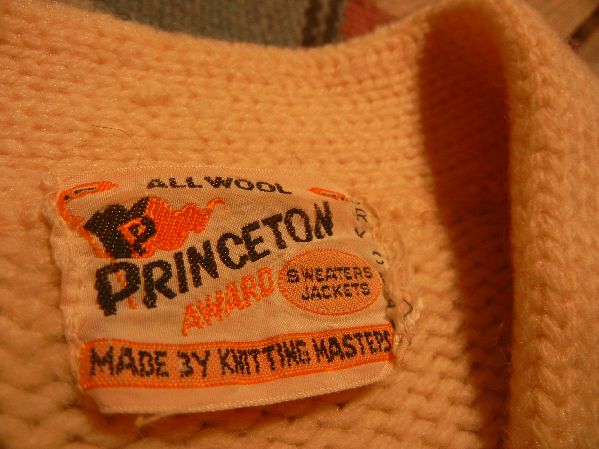 ALL WOOL
P
PRINCETON
AWARD
SWEATERS
JACKETS
MADE BY KNITTING MASTERS